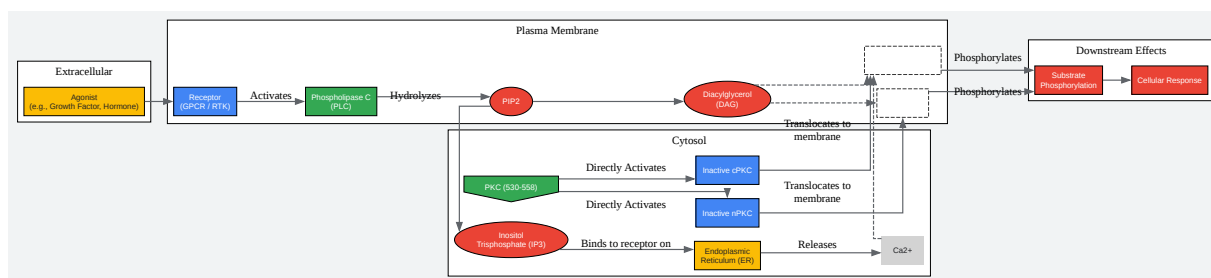 Plasma Membrane
Extracellular
Agonist
(e.g., Growth Factor, Hormone)
Receptor
(GPCR / RTK)
Activates
Phospholipase C
(PLC)
Hydrolyzes
PIP2
Diacylglycerol
(DAG)
Phosphorylates
Phosphorylates
Downstream Effects
Substrate
Phosphorylation
Cellular Response
Translocates to
membrane
Cytosol
PKC (530-558)
Directly Activates
Inactive cPKC
Directly Activates
Inactive nPKC
Translocates to
membrane
Inositol
Trisphosphate (IP3)
Binds to receptor on
Endoplasmic
Reticulum (ER)
Releases
Ca2+